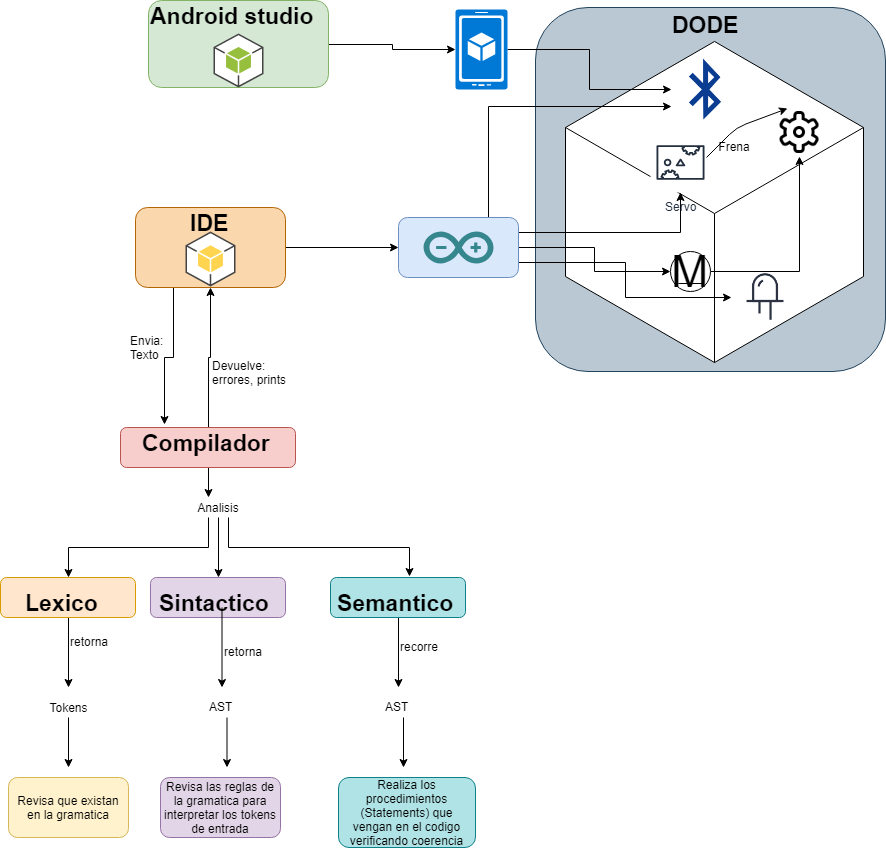 Android studio
DODE
Frena
Servo
IDE
M
Envia:
Texto
Devuelve:
errores, prints
Compilador
Analisis
Lexico
Sintactico
Semantico
retorna
retorna
recorre
Tokens
AST
AST
Revisa que existan
en la gramatica
Revisa las reglas de
la gramatica para
interpretar los tokens
de entrada
Realiza los
procedimientos
(Statements) que
vengan en el codigo
verificando coerencia